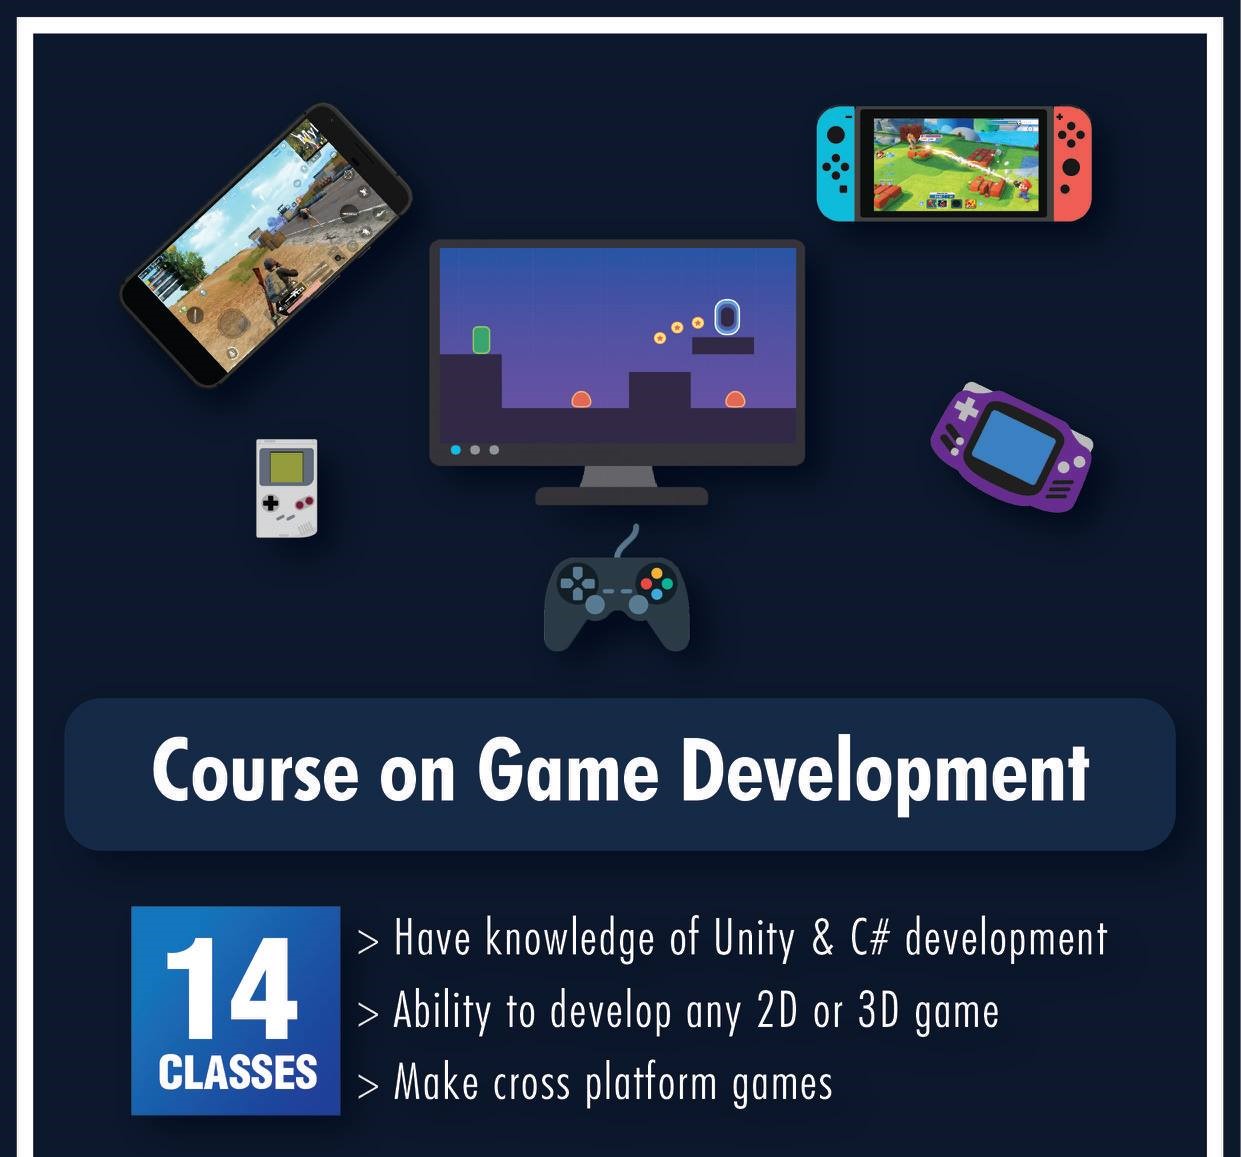 Course on Game Development
14
CLASSES
> Have knowledge of Unity & C# development
> Ability to develop any 2D or 3D game
> Make cross platform games